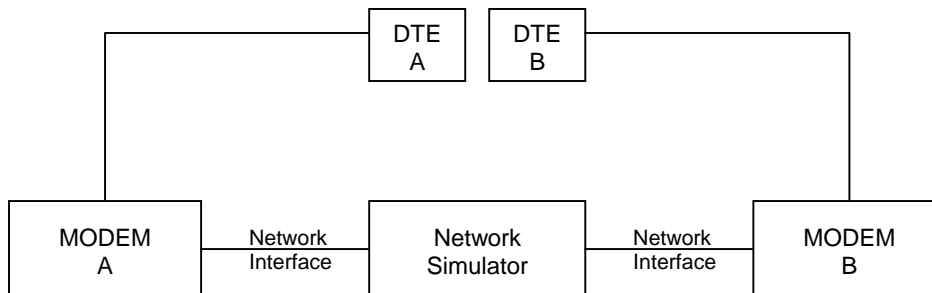 DTE
A
DTE
B
MODEM
A
Network
Interface
Network
Simulator
Network
Interface
MODEM
B